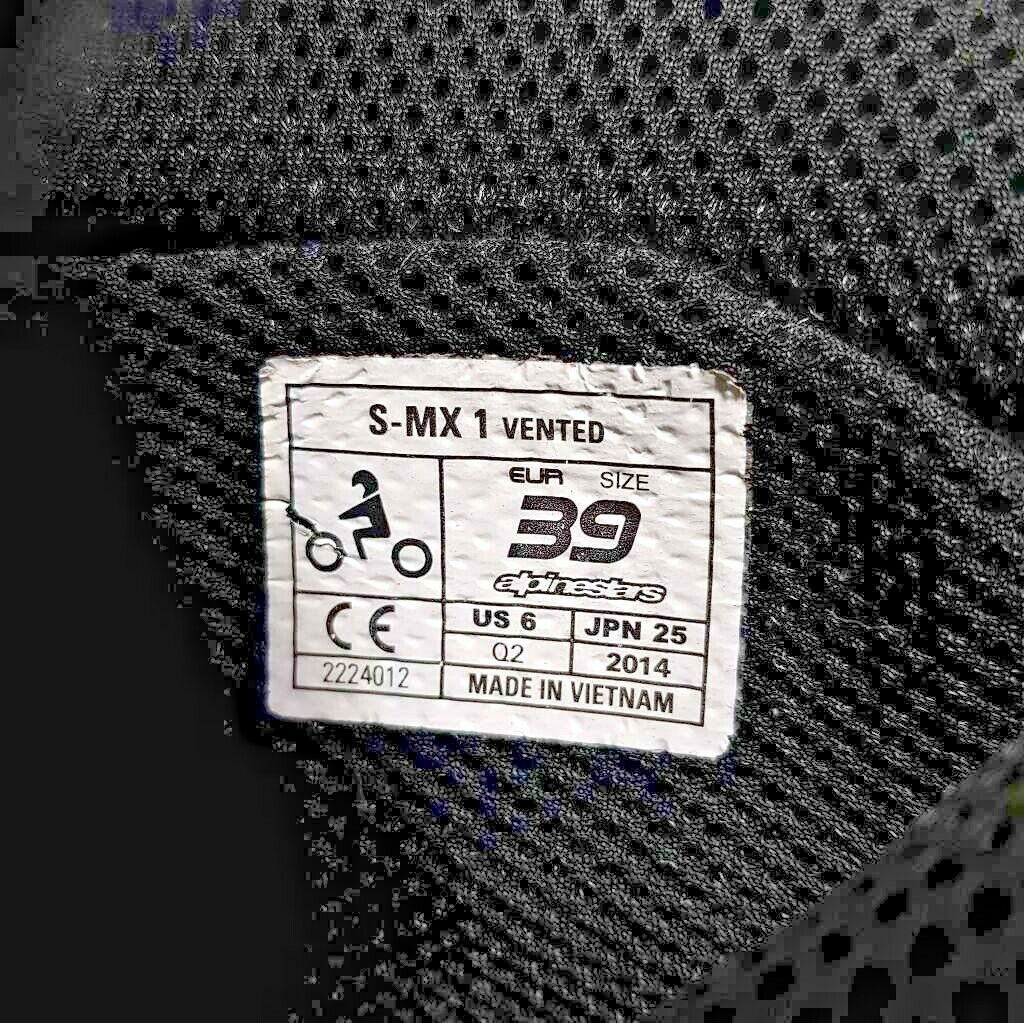 S-MX 1 VENTED
EUR SIZE
39
alpinestars
CE
US 6 JPN 25
Q2 2014
2224012
MADE IN VIETNAM